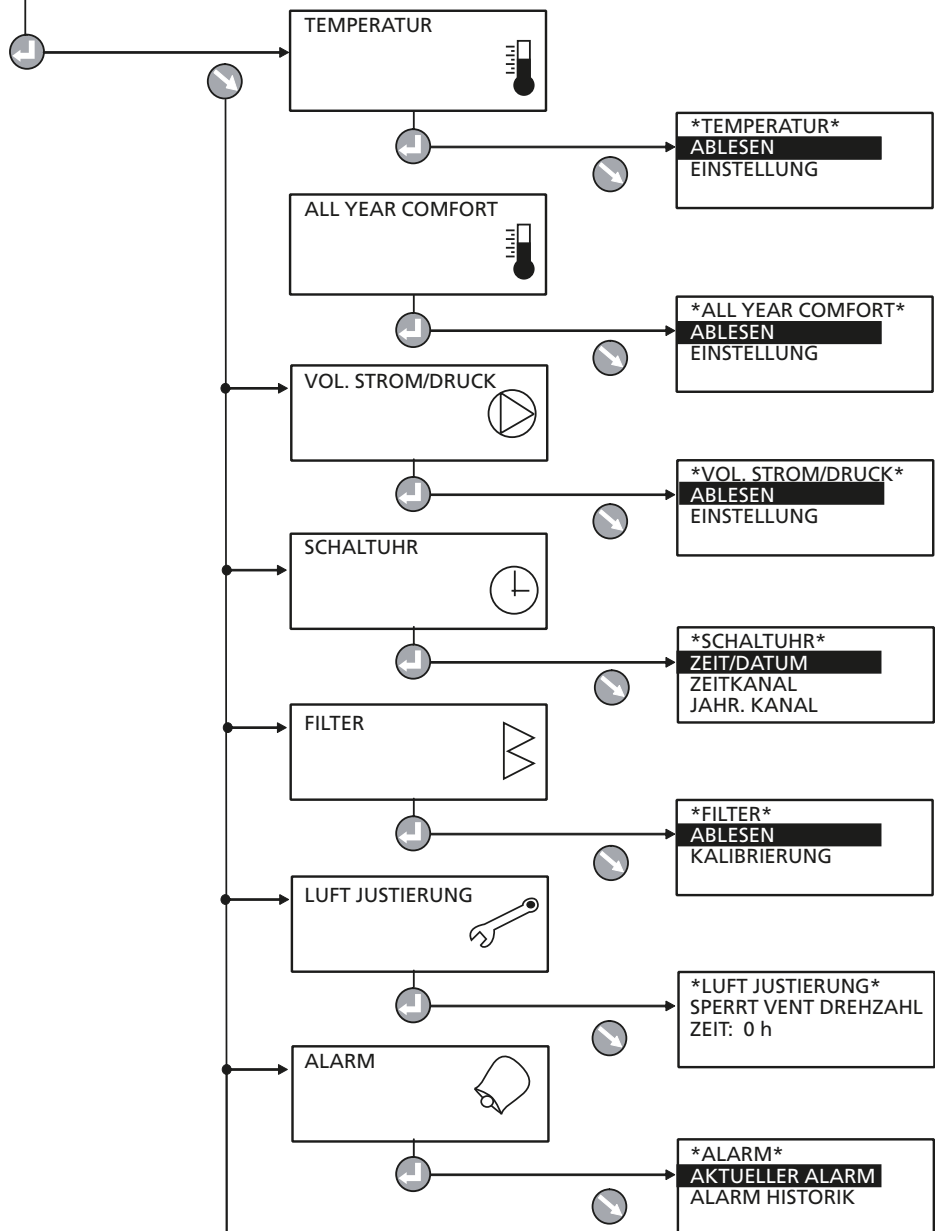 TEMPERATUR
*TEMPERATUR*
ABLESEN
EINSTELLUNG
ALL YEAR COMFORT
*ALL YEAR COMFORT*
ABLESEN
EINSTELLUNG
VOL. STROM/DRUCK
*VOL. STROM/DRUCK*
ABLESEN
EINSTELLUNG
SCHALTUHR
*SCHALTUHR*
ZEIT/DATUM
ZEITKANAL
JAHR. KANAL
FILTER
*FILTER*
ABLESEN
KALIBRIERUNG
LUFT JUSTIERUNG
*LUFT JUSTIERUNG*
SPERRT VENT DREHZAHL
ZEIT: 0 h
ALARM
*ALARM*
AKTUELLER ALARM
ALARM HISTORIK